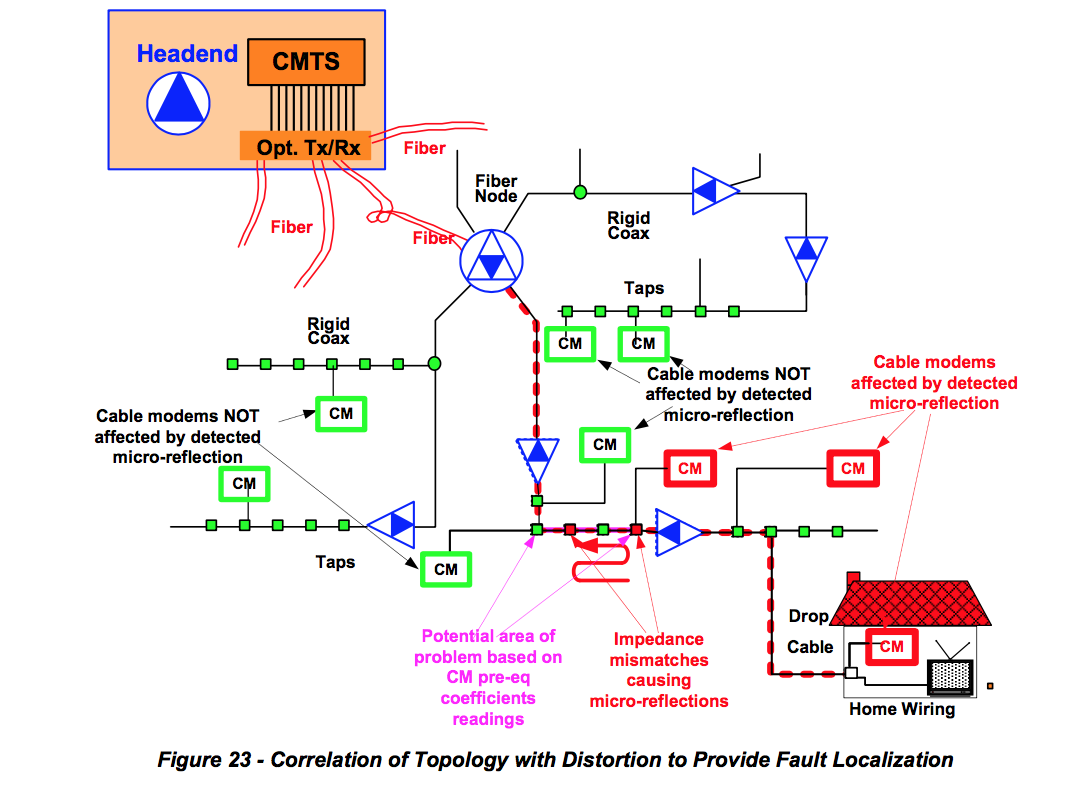 Headend
CMTS
Opt. Tx/Rx
Fiber
Fiber
Fiber
Fiber
Node
Rigid
Coax
Taps
Rigid
Coax
CM
CM
Cable modems NOT
affected by detected
micro-reflection
Cable modems
affected by detected
micro-reflection
Cable modems NOT
affected by detected
micro-reflection
CM
CM
CM
CM
CM
Taps
CM
Potential area of
problem based on
CM pre-eq
coefficients
readings
Impedance
mismatches
causing
micro-reflections
Drop
Cable
CM
Home Wiring
Figure 23 - Correlation of Topology with Distortion to Provide Fault Localization